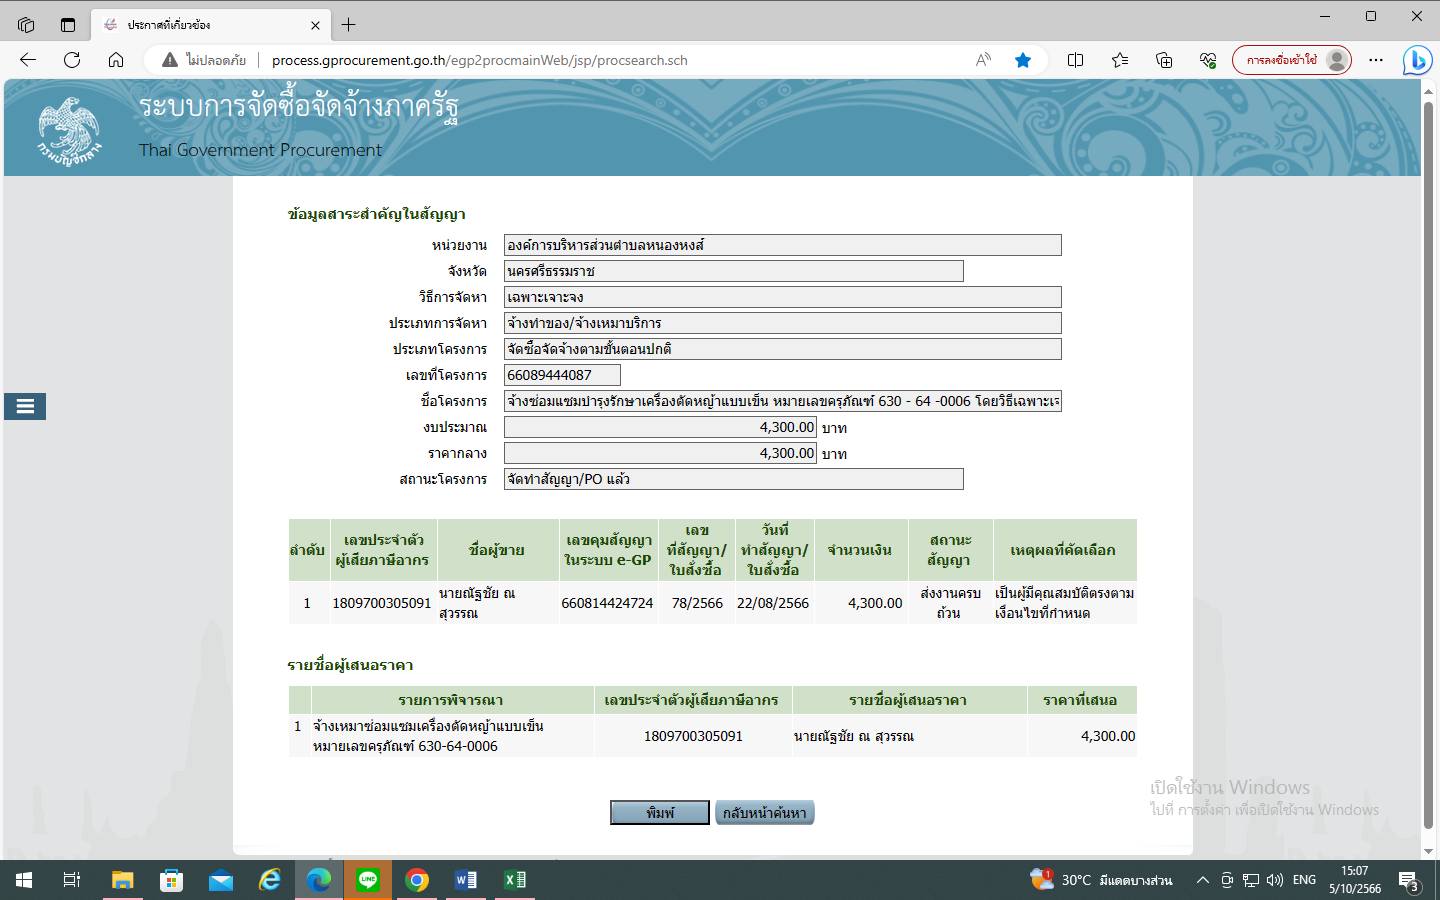 ประกาศที่เกี่ยวข้อง
ไม่ปลอดภัย
process.gprocurement.go.th/egp2procmainWeb/jsp/procsearch.sch
การลงชื่อเข้าใช้
กรมบัญชีกลาง
ระบบการจัดซื้อจัดจ้างภาครัฐ
Thai Government Procurement
ข้อมูลสาระสำคัญในสัญญา
หน่วยงาน องค์การบริหารส่วนตำบลหนองหงส์
จังหวัด นครศรีธรรมราช
วิธีการจัดหา เฉพาะเจาะจง
ประเภทการจัดหา จ้างทำของ/จ้างเหมาบริการ
ประเภทโครงการ จัดซื้อจัดจ้างตามขั้นตอนปกติ
เลขที่โครงการ 66089444087
ชื่อโครงการ จ้างซ่อมแซมบำรุงรักษาเครื่องตัดหญ้าแบบเข็น หมายเลขครุภัณฑ์ 630 - 64 -0006 โดยวิธีเฉพาะเจ
งบประมาณ 4,300.00 บาท
ราคากลาง 4,300.00 บาท
สถานะโครงการ จัดทำสัญญา/PO แล้ว
ลำดับ เลขประจำตัวผู้เสียภาษีอากร ชื่อผู้ขาย เลขคุมสัญญาในระบบ e-GP เลขที่สัญญา/ใบสั่งซื้อ วันที่ทำสัญญา/ใบสั่งซื้อ จำนวนเงิน สถานะสัญญา เหตุผลที่คัดเลือก
1 1809700305091 นายณัฐชัย ณ สุวรรณ 660814424724 78/2566 22/08/2566 4,300.00 ส่งงานครบถ้วน เป็นผู้มีคุณสมบัติตรงตามเงื่อนไขที่กำหนด
รายชื่อผู้เสนอราคา
รายการพิจารณา เลขประจำตัวผู้เสียภาษีอากร รายชื่อผู้เสนอราคา ราคาที่เสนอ
1 จ้างเหมาซ่อมแซมเครื่องตัดหญ้าแบบเข็น หมายเลขครุภัณฑ์ 630-64-0006 1809700305091 นายณัฐชัย ณ สุวรรณ 4,300.00
พิมพ์ กลับหน้าค้นหา
เปิดใช้งาน Windows
ไปที่ การตั้งค่า เพื่อเปิดใช้งาน Windows
1 30°C มีแดดบางส่วน ENG 15:07
5/10/2566 3